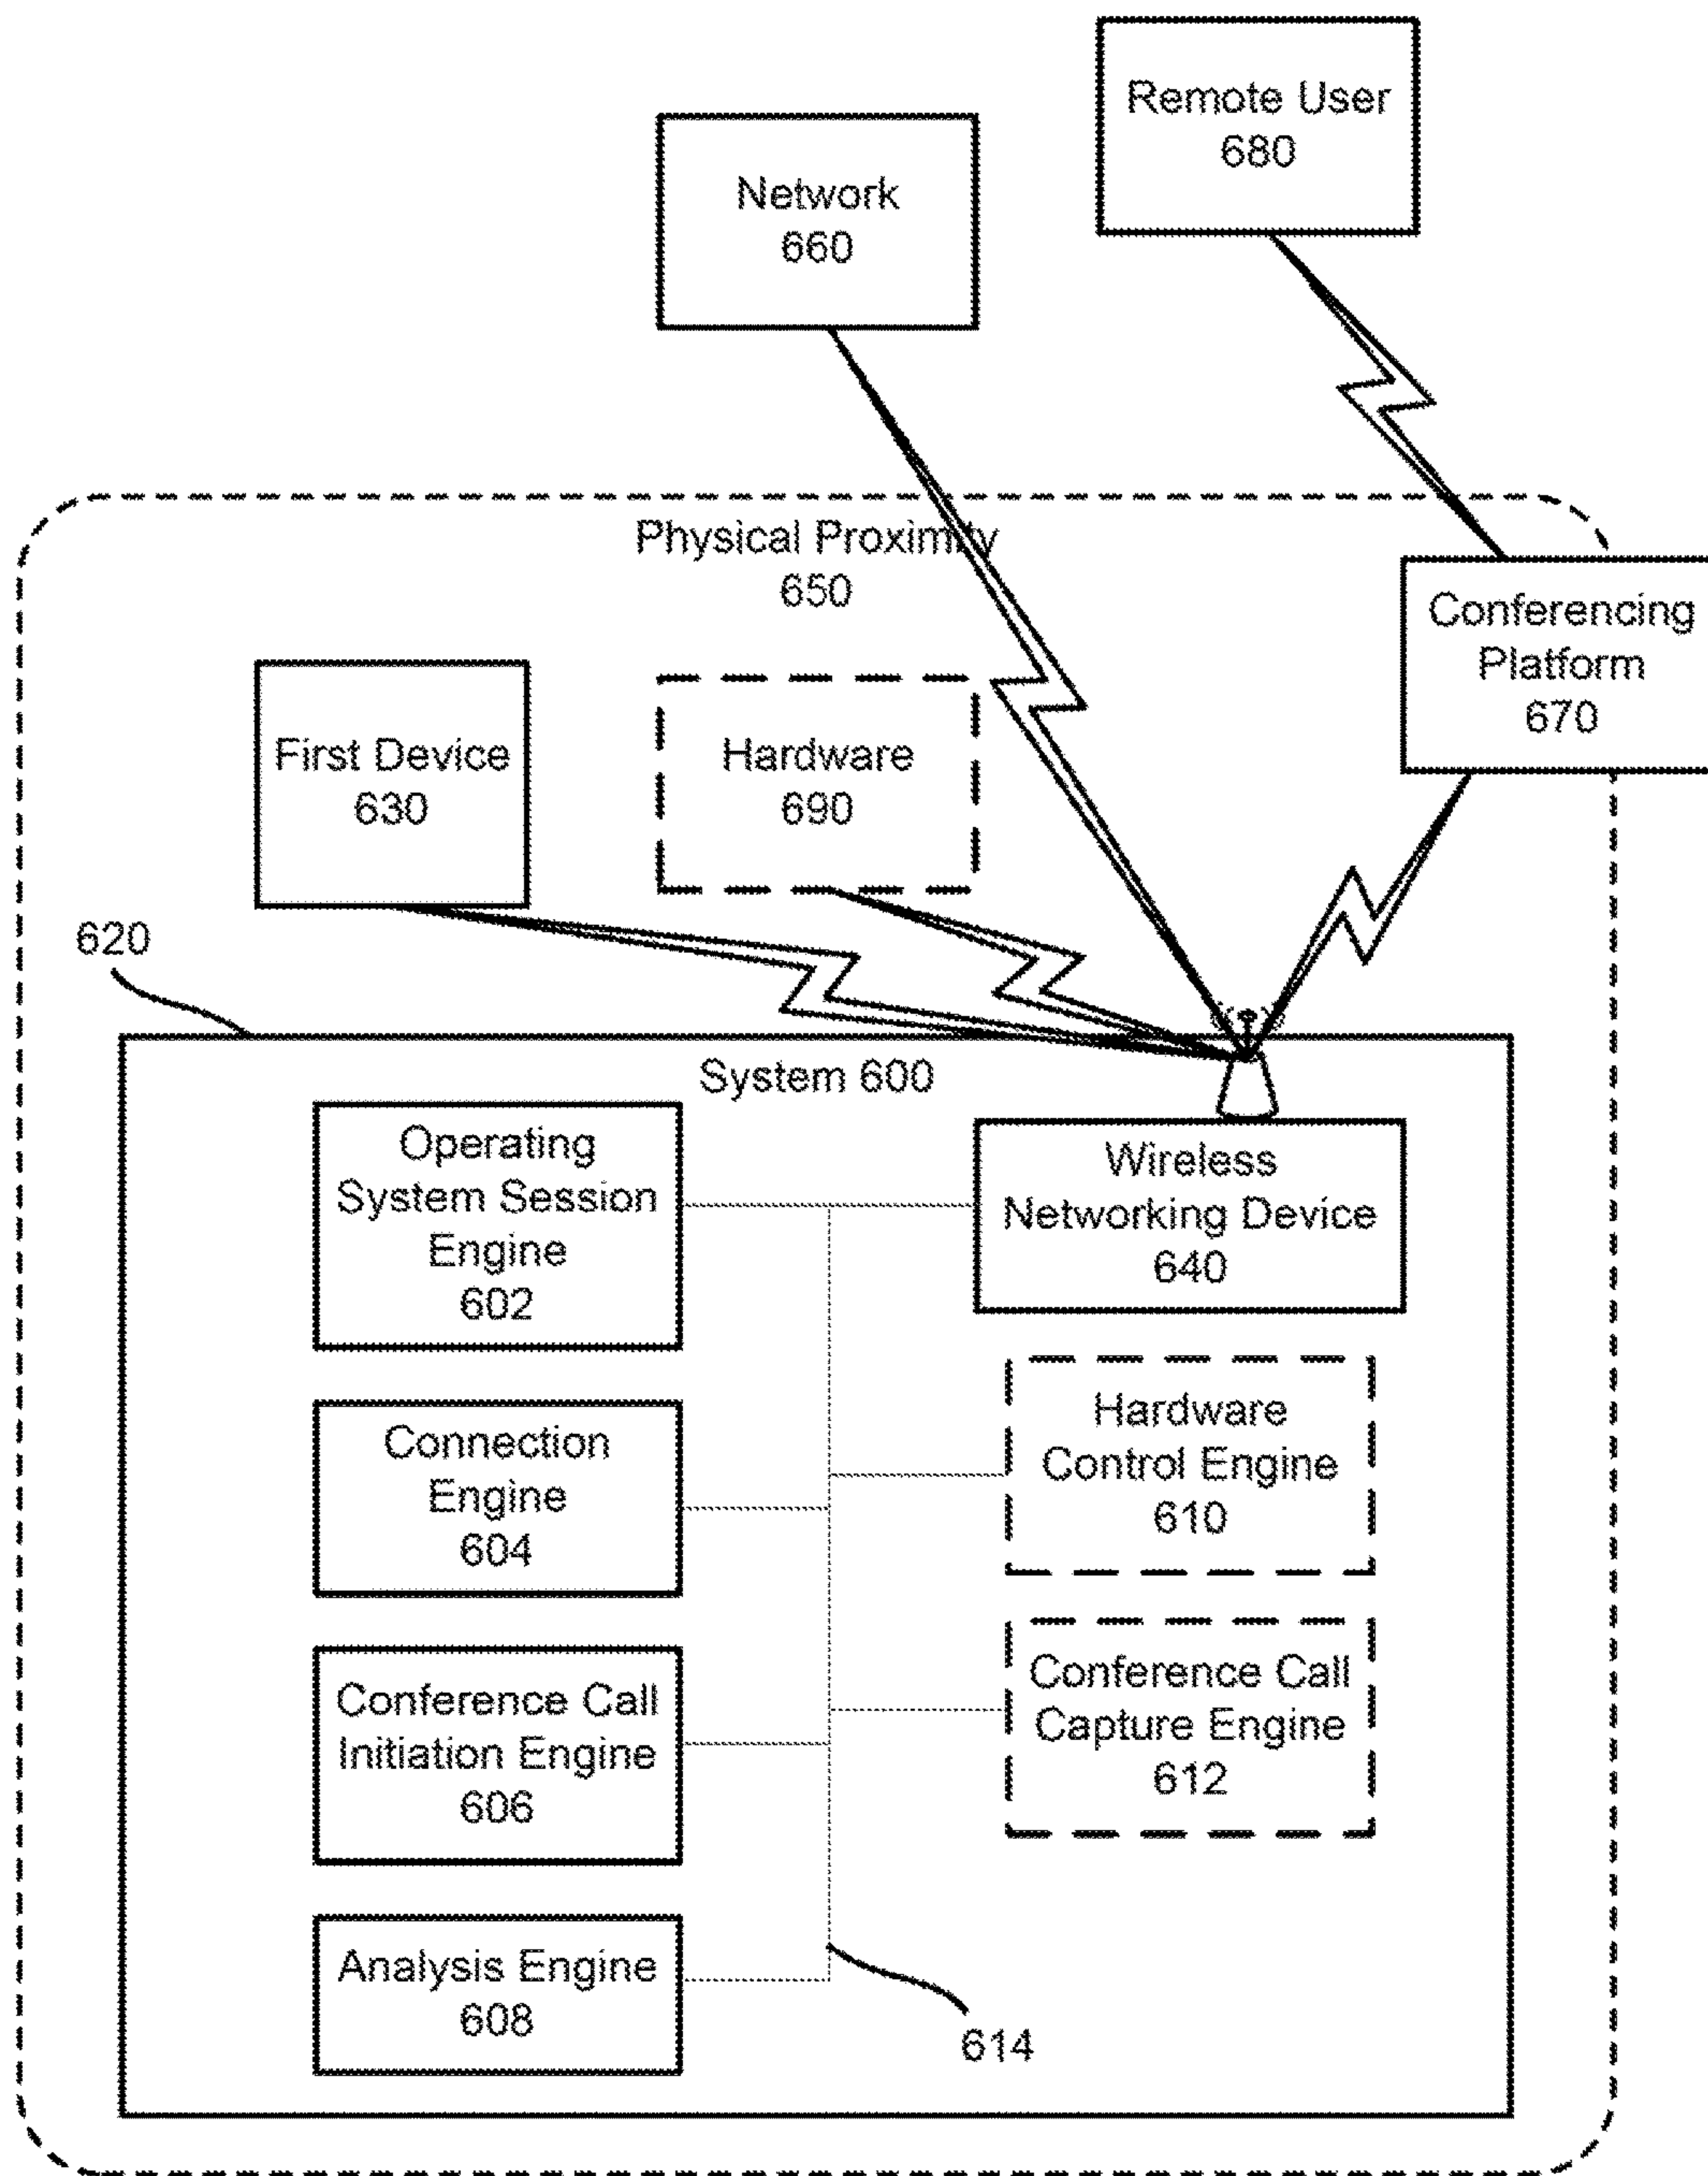 Remote User
680
Network
660
Physical Proximity
650
Conferencing
Platform
670
First Device
630
Hardware
690
620
System 600
Operating
System Session
Engine
602
Wireless
Networking Device
640
Connection
Engine
604
Hardware
Control Engine
610
Conference Call
Initiation Engine
606
Conference Call
Capture Engine
612
Analysis Engine
608
614